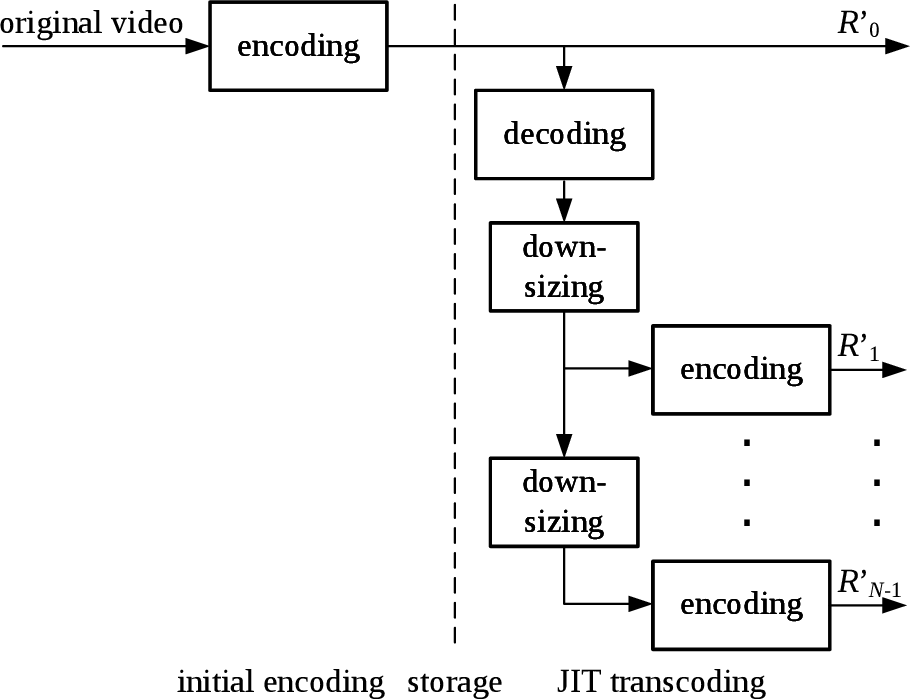 original video
encoding
R’0
decoding
down-
sizing
encoding
R’1
. .
. .
. .
down-
sizing
encoding
R’N-1
initial encoding storage JIT transcoding